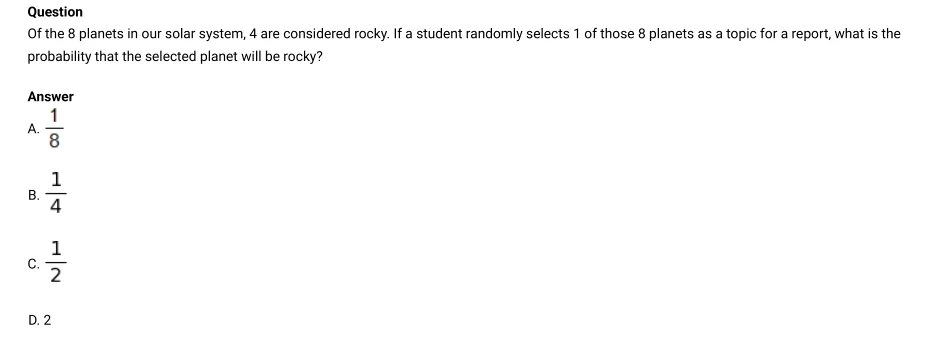 Question
Of the 8 planets in our solar system, 4 are considered rocky. If a student randomly selects 1 of those 8 planets as a topic for a report, what is the
probability that the selected planet will be rocky?
Answer
A. 1/8
B. 1/4
C. 1/2
D. 2